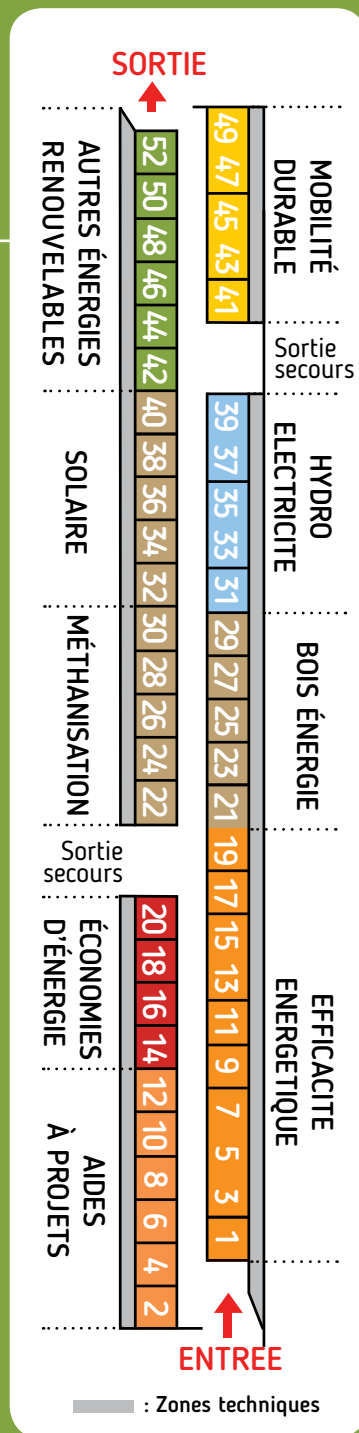 SORTIE
AUTRES ÉNERGIES
RENOUVELABLES
52
50
48
46
44
42
SOLAIRE
40
38
36
34
32
MÉTHANISATION
30
28
26
24
22
Sortie
secours
ÉCONOMIES
D'ÉNERGIE
20
18
16
14
AIDES
À PROJETS
12
10
8
6
4
2
49
47
45
43
41
MOBILITÉ
DURABLE
Sortie
secours
39
37
35
33
31
HYDRO
ELECTRICITE
29
27
25
23
21
BOIS ÉNERGIE
19
17
15
13
11
9
7
5
3
1
EFFICACITE
ENERGETIQUE
ENTREE
: Zones techniques